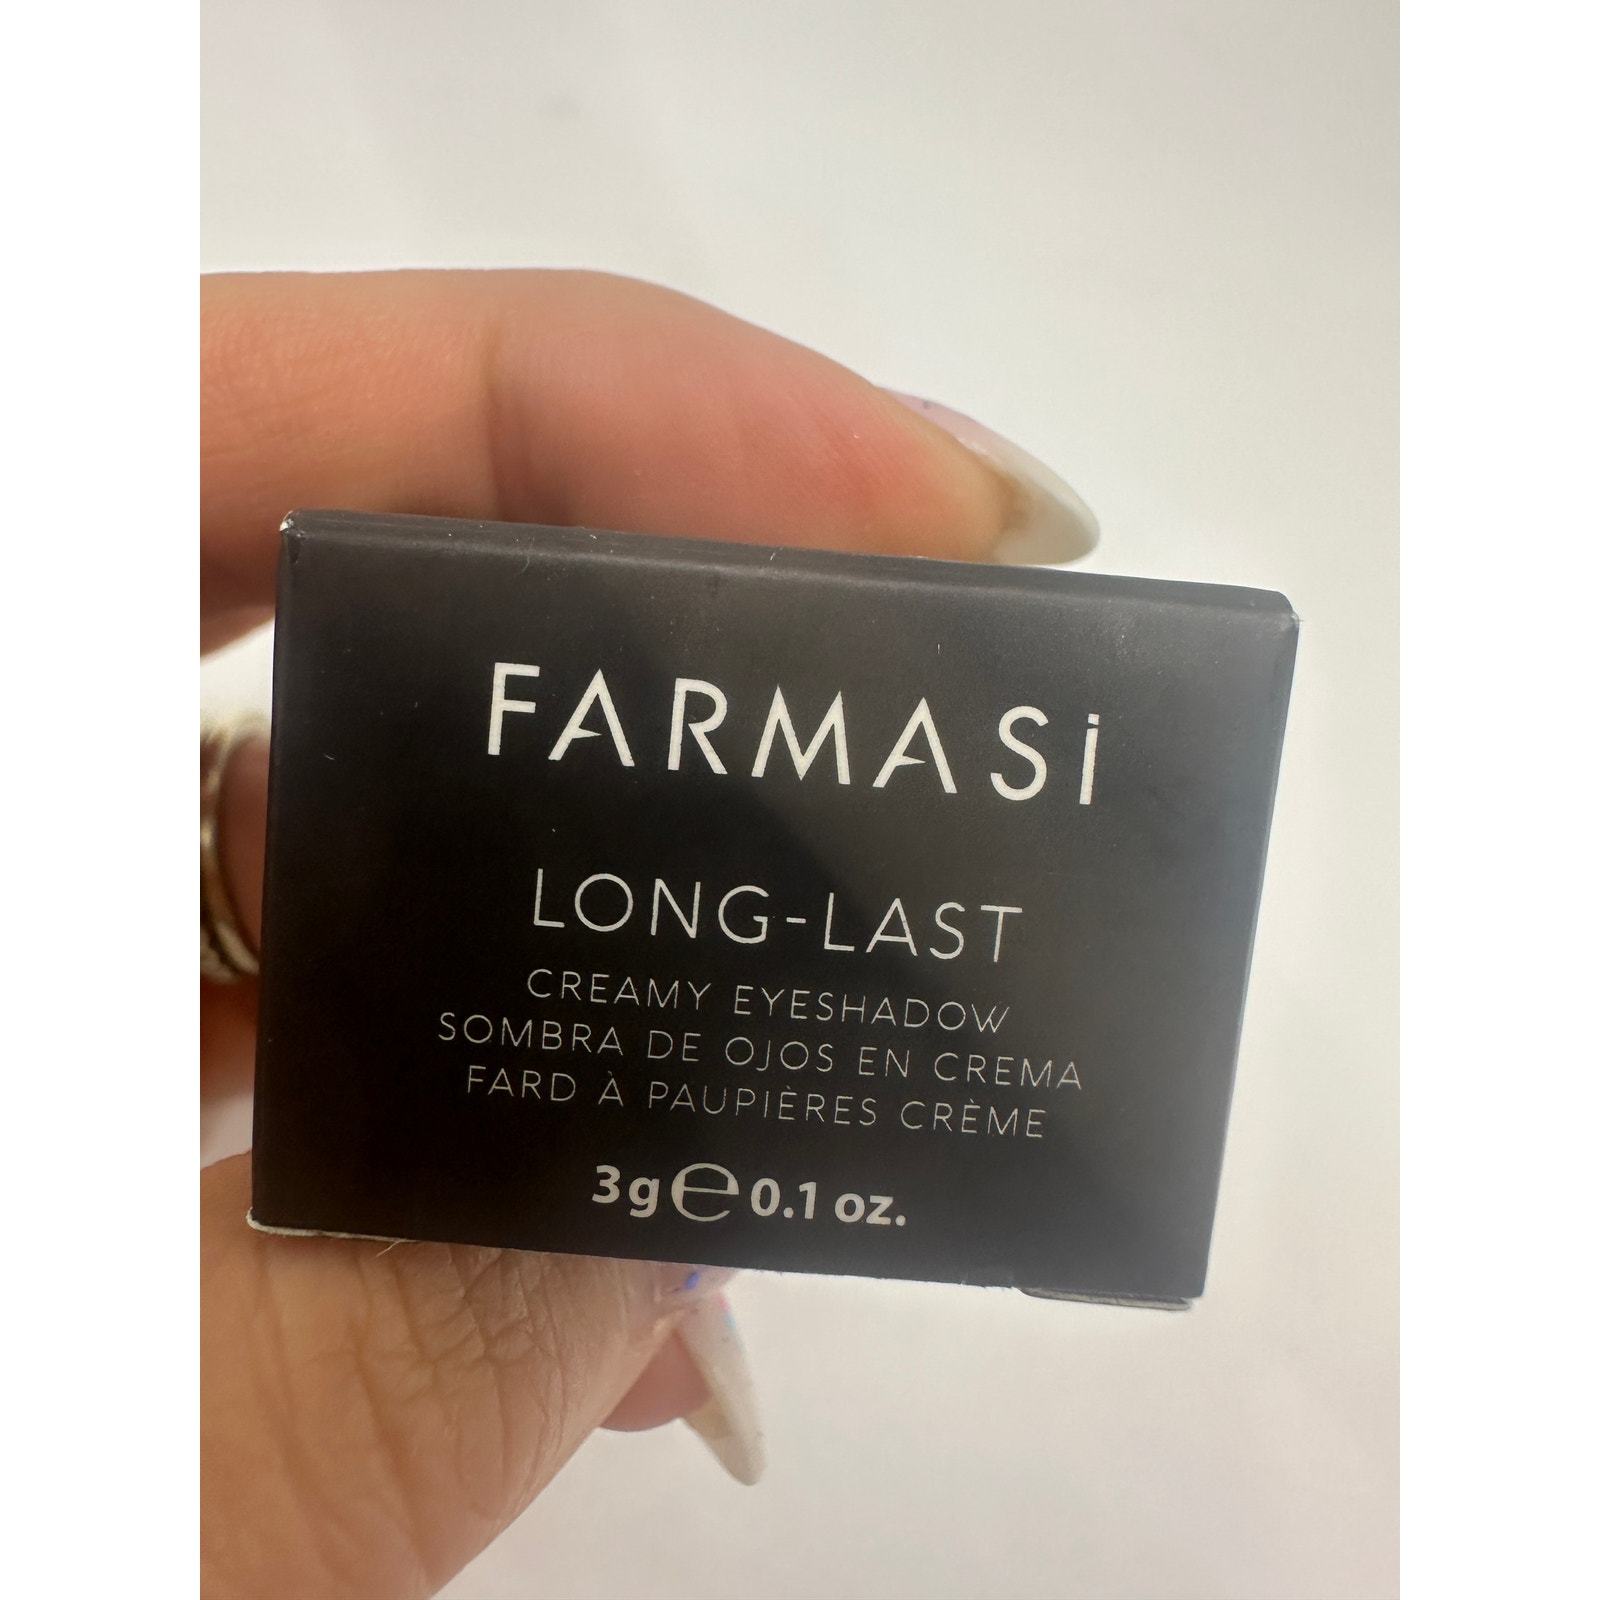 FARMASi
LONG-LAST
CREAMY EYESHADOW
SOMBRA DE OJOS EN CREMA
FARD À PAUPIÈRES CRÈME
3g℮0.1 oz.